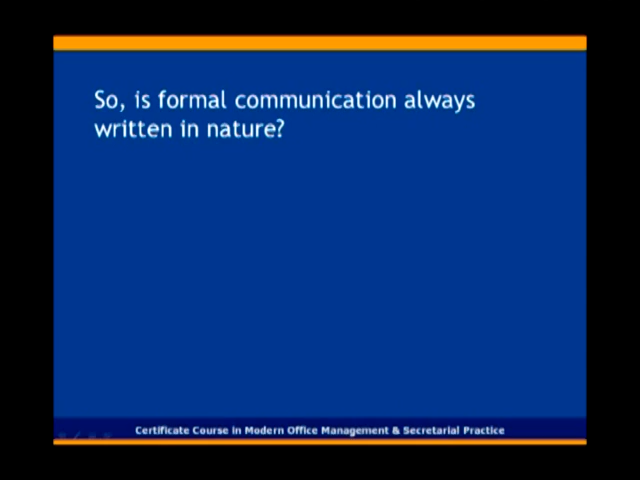 So, is formal communication always
written in nature?
Certificate Course in Modern Office Management & Secretarial Practice